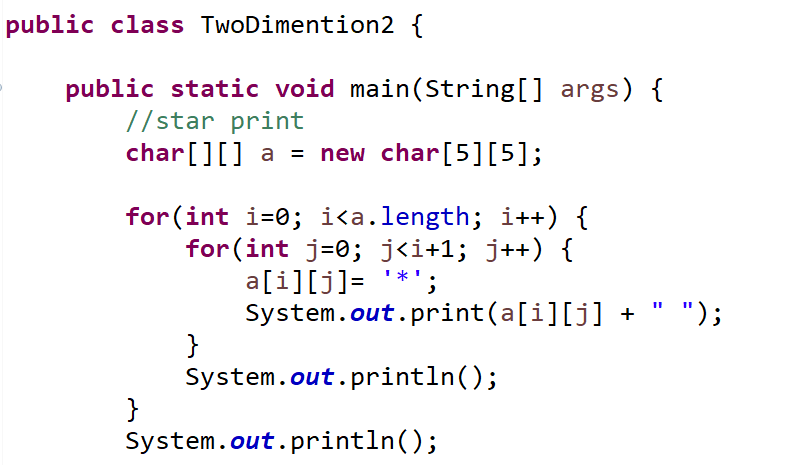 public class TwoDimention2 {
public static void main(String[] args) {
//star print
char[][] a = new char[5][5];
for(int i=0; i<a.length; i++) {
for(int j=0; j<i+1; j++) {
a[i][j]= '*';
System.out.print(a[i][j] + " ");
}
System.out.println();
}
System.out.println();